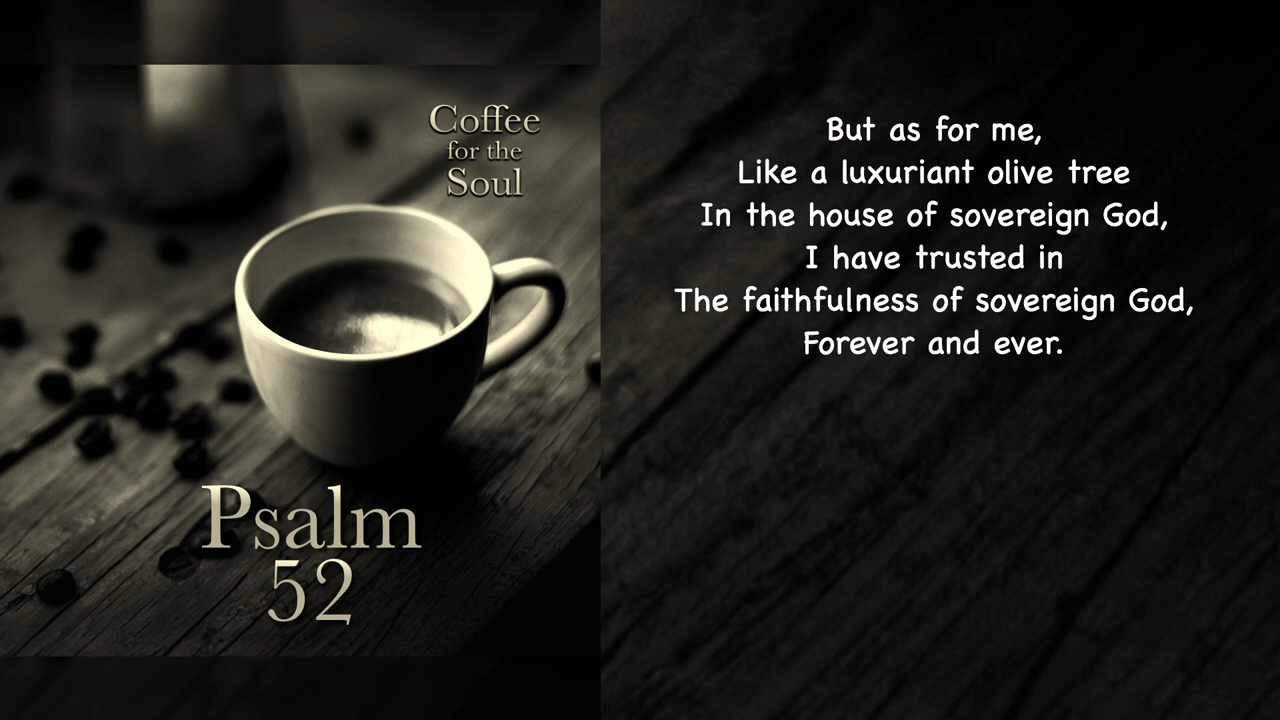 Coffee
for the
Soul
Psalm
52
But as for me,
Like a luxuriant olive tree
In the house of sovereign God,
I have trusted in
The faithfulness of sovereign God,
Forever and ever.